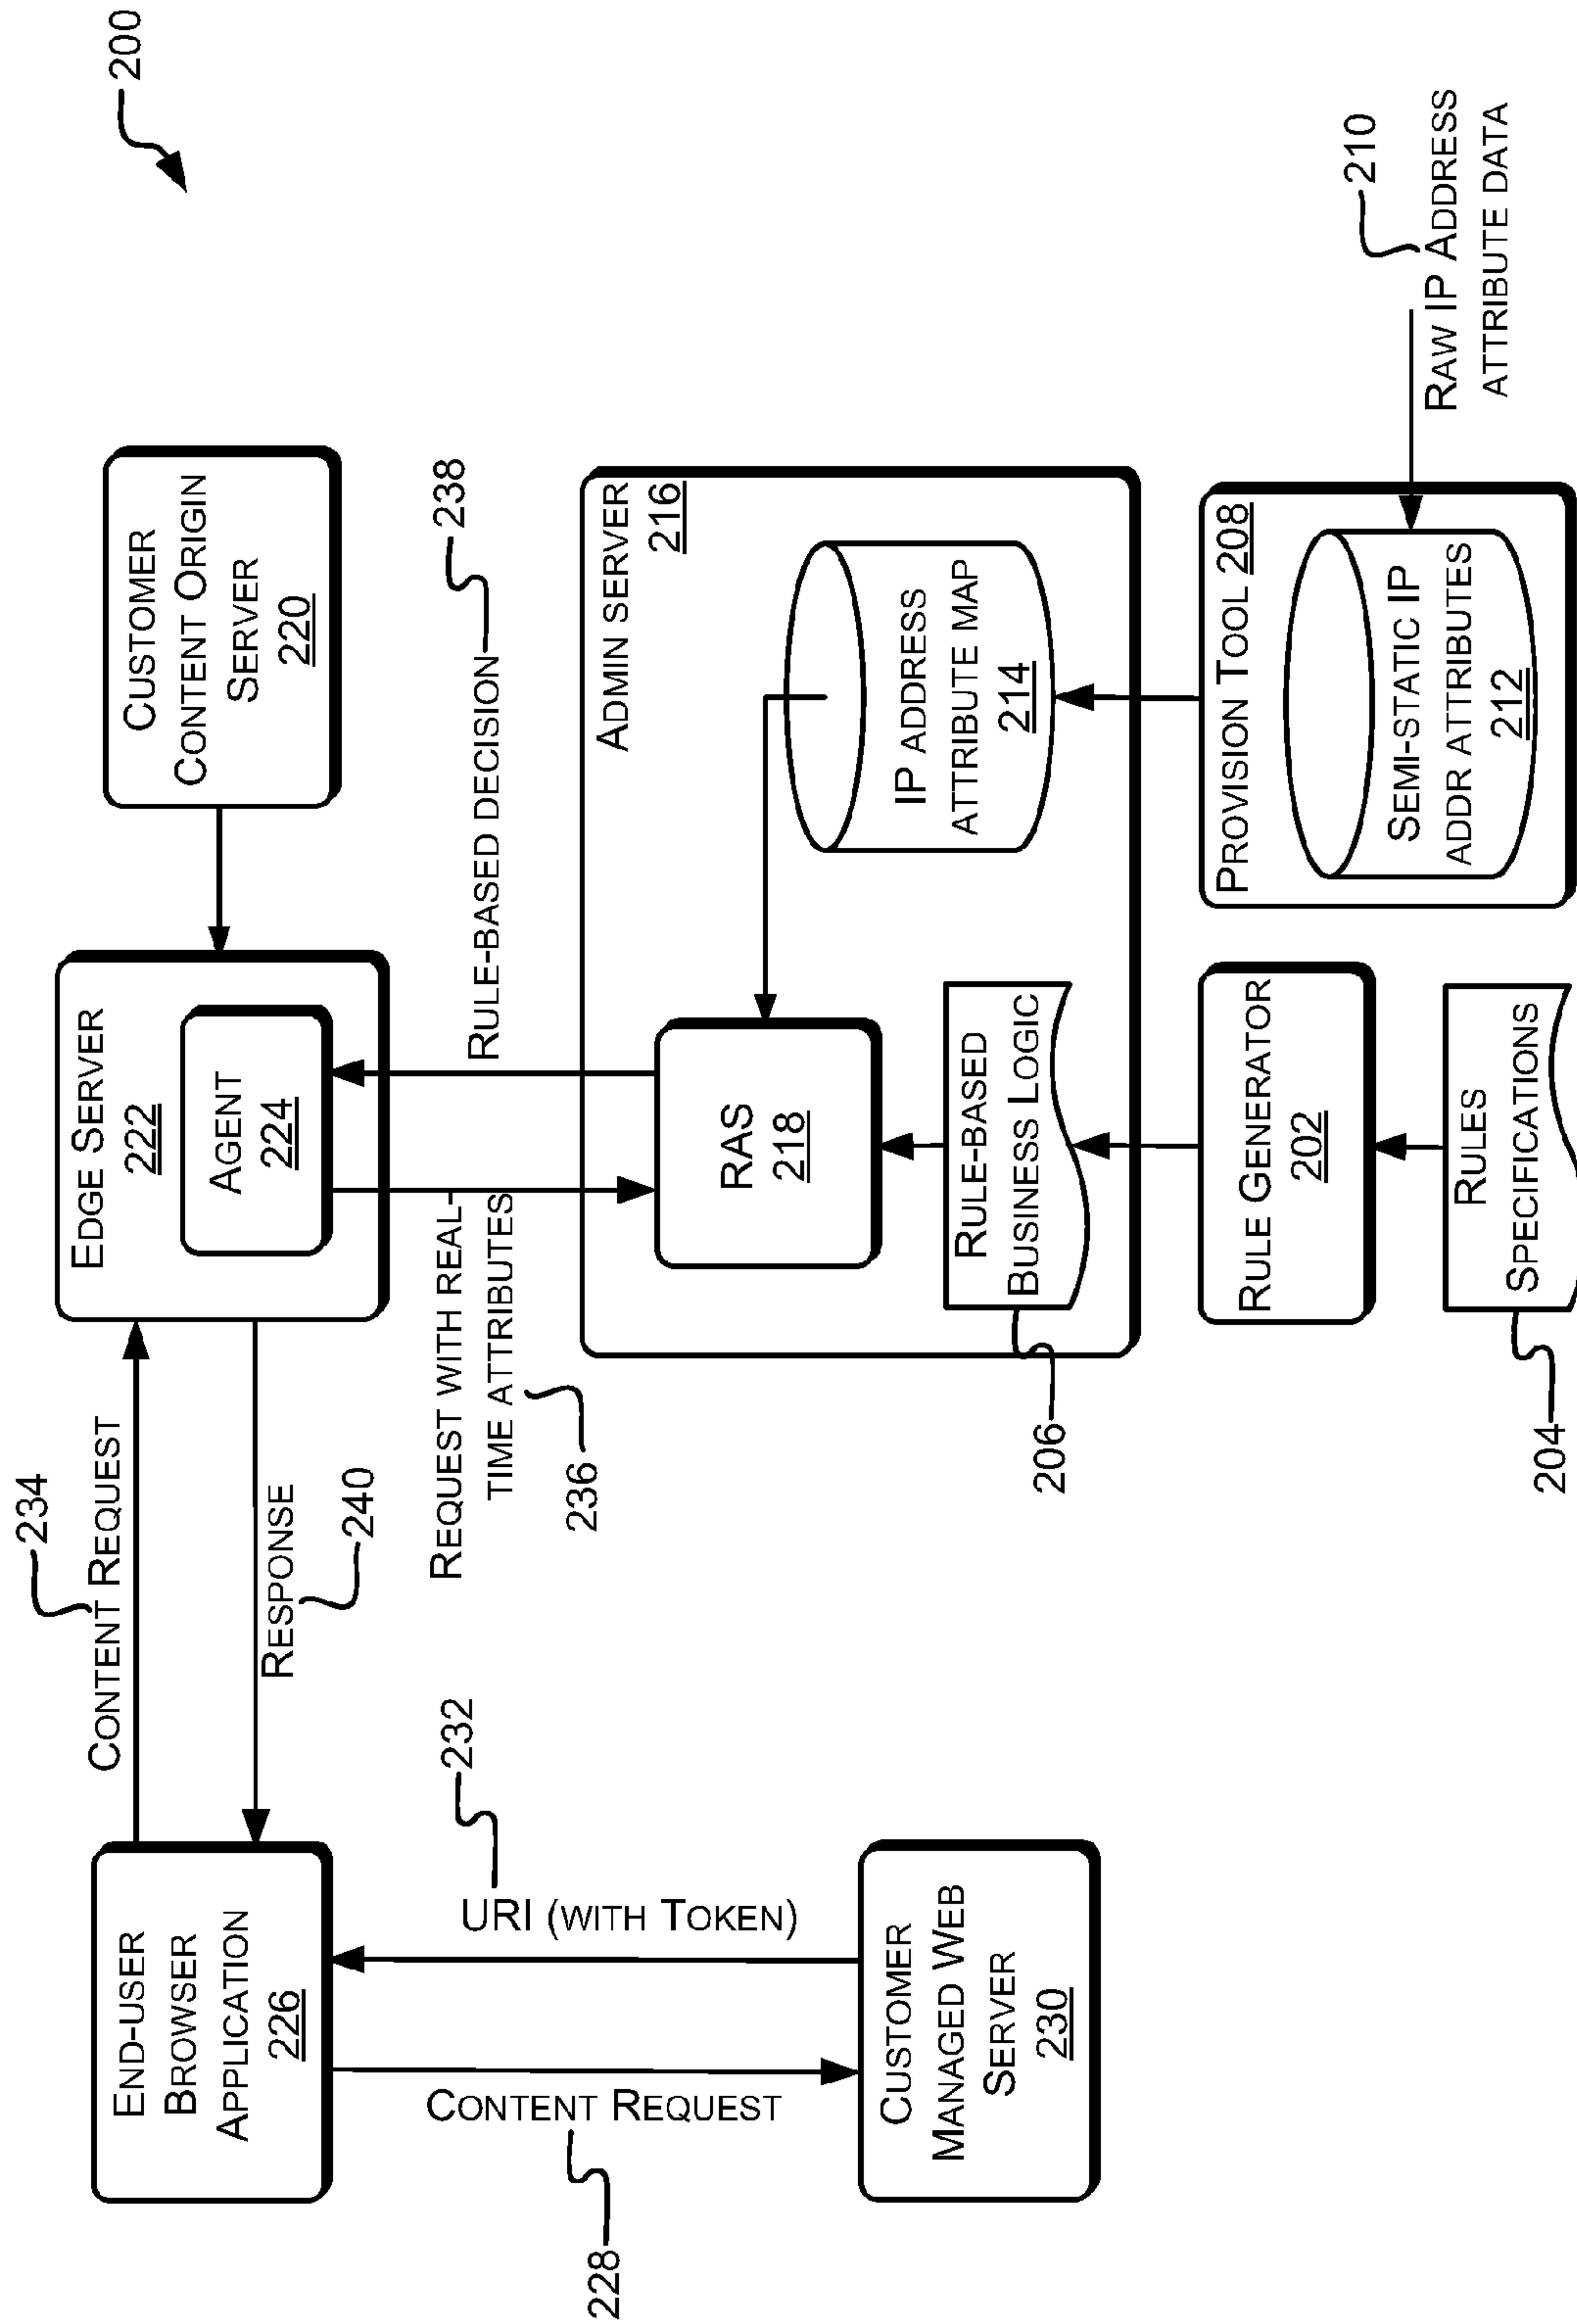 200
234
CONTENT REQUEST
RESPONSE
240
END-USER
BROWSER
APPLICATION
226
EDGE SERVER
222
AGENT
224
CUSTOMER
CONTENT ORIGIN
SERVER
220
232
URI (WITH TOKEN)
CONTENT REQUEST
228
REQUEST WITH REAL-
TIME ATTRIBUTES
236
RULE-BASED DECISION
238
CUSTOMER
MANAGED WEB
SERVER
230
ADMIN SERVER
216
RAS
218
IP ADDRESS
ATTRIBUTE MAP
214
RULE-BASED
BUSINESS LOGIC
206
RULE GENERATOR
202
PROVISION TOOL 208
SEMI-STATIC IP
ADDR ATTRIBUTES
212
210
RAW IP ADDRESS
ATTRIBUTE DATA
RULES
SPECIFICATIONS
204